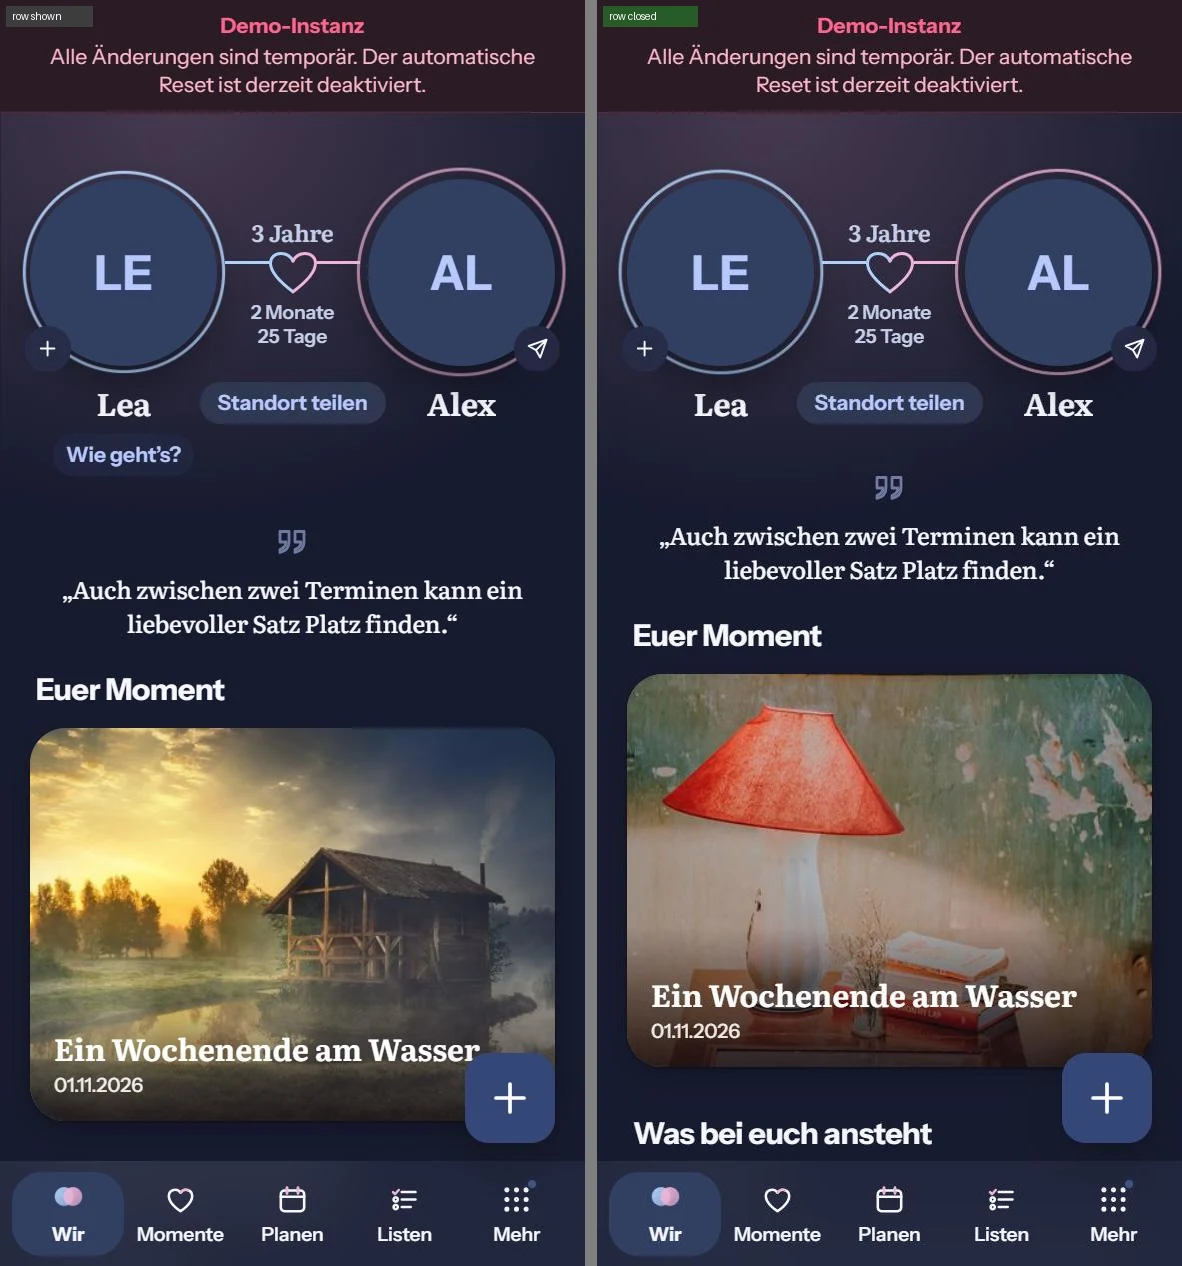 row shown
Demo-Instanz
Alle Änderungen sind temporär. Der automatische
Reset ist derzeit deaktiviert.
LE
3 Jahre
2 Monate
25 Tage
AL
Lea
Standort teilen
Alex
Wie geht's?
„Auch zwischen zwei Terminen kann ein
liebevoller Satz Platz finden.“
Euer Moment
Ein Wochenende am Wasser
01.11.2026
Wir
Momente
Planen
Listen
Mehr
row closed
Demo-Instanz
Alle Änderungen sind temporär. Der automatische
Reset ist derzeit deaktiviert.
LE
3 Jahre
2 Monate
25 Tage
AL
Lea
Standort teilen
Alex
„Auch zwischen zwei Terminen kann ein
liebevoller Satz Platz finden.“
Euer Moment
Ein Wochenende am Wasser
01.11.2026
Was bei euch ansteht
Wir
Momente
Planen
Listen
Mehr